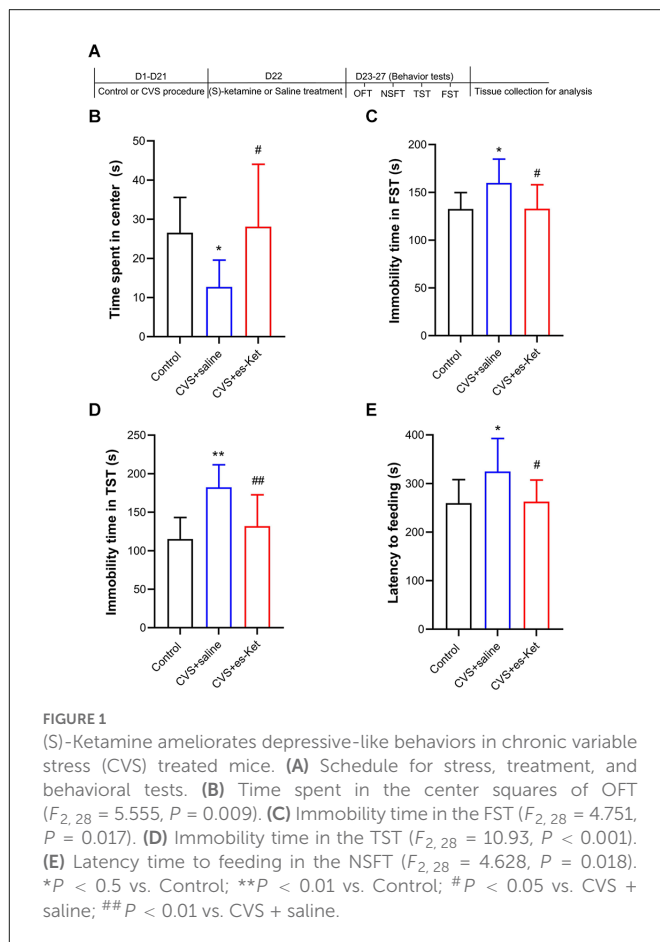 A
D1-D21 D22 D23-27 (Behavior tests)
Control or CVS procedure (S)-ketamine or Saline treatment OFT NSFT TST FST Tissue collection for analysis
B
Time spent in center (s)
50
40
30
20
10
0
*
#
Control
CVS+saline
CVS+es-Ket
C
Immobility time in FST (s)
200
150
100
50
0
*
#
Control
CVS+saline
CVS+es-Ket
D
Immobility time in TST (s)
250
200
150
100
50
0
**
##
Control
CVS+saline
CVS+es-Ket
E
Latency to feeding (s)
400
300
200
100
0
*
#
Control
CVS+saline
CVS+es-Ket
FIGURE 1
(S)-Ketamine ameliorates depressive-like behaviors in chronic variable
stress (CVS) treated mice. (A) Schedule for stress, treatment, and
behavioral tests. (B) Time spent in the center squares of OFT
(F2, 28 = 5.555, P = 0.009). (C) Immobility time in the FST (F2, 28 = 4.751,
P = 0.017). (D) Immobility time in the TST (F2, 28 = 10.93, P < 0.001).
(E) Latency time to feeding in the NSFT (F2, 28 = 4.628, P = 0.018).
*P < 0.5 vs. Control; **P < 0.01 vs. Control; #P < 0.05 vs. CVS +
saline; ##P < 0.01 vs. CVS + saline.